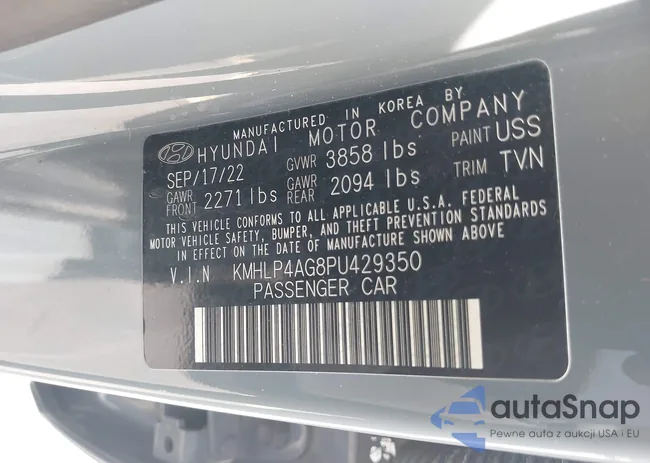 MANUFACTURED IN KOREA BY
HYUNDAI MOTOR COMPANY
SEP/17/22 GVWR 3858 lbs PAINT USS
GAWR FRONT 2271 lbs GAWR REAR 2094 lbs TRIM TVN
THIS VEHICLE CONFORMS TO ALL APPLICABLE U.S.A. FEDERAL
MOTOR VEHICLE SAFETY, BUMPER, AND THEFT PREVENTION STANDARDS
IN EFFECT ON THE DATE OF MANUFACTURE SHOWN ABOVE.
V.I.N KMHLP4AG8PU429350
PASSENGER CAR
autaSnap
Pewne auta z aukcji USA i EU